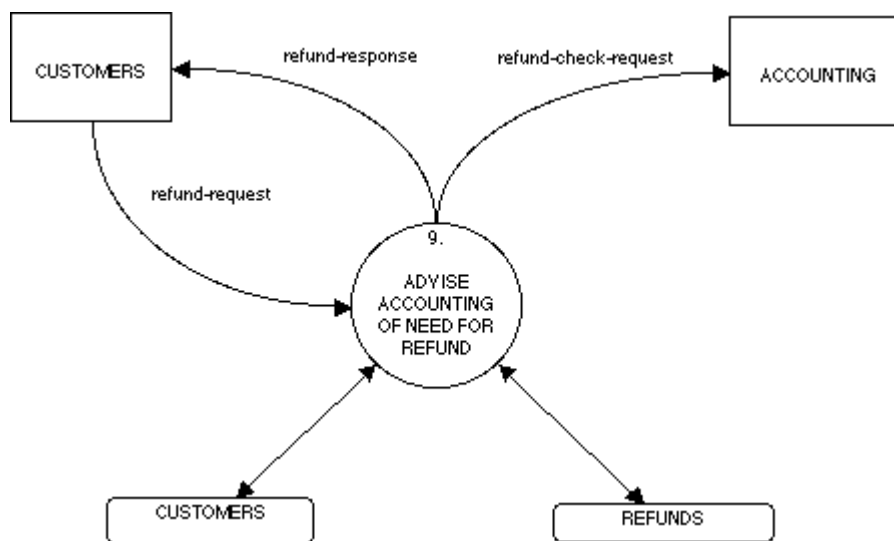 refund-response
refund-check-request
CUSTOMERS
ACCOUNTING
refund-request
9.
ADVISE
ACCOUNTING
OF NEED FOR
REFUND
CUSTOMERS
REFUNDS